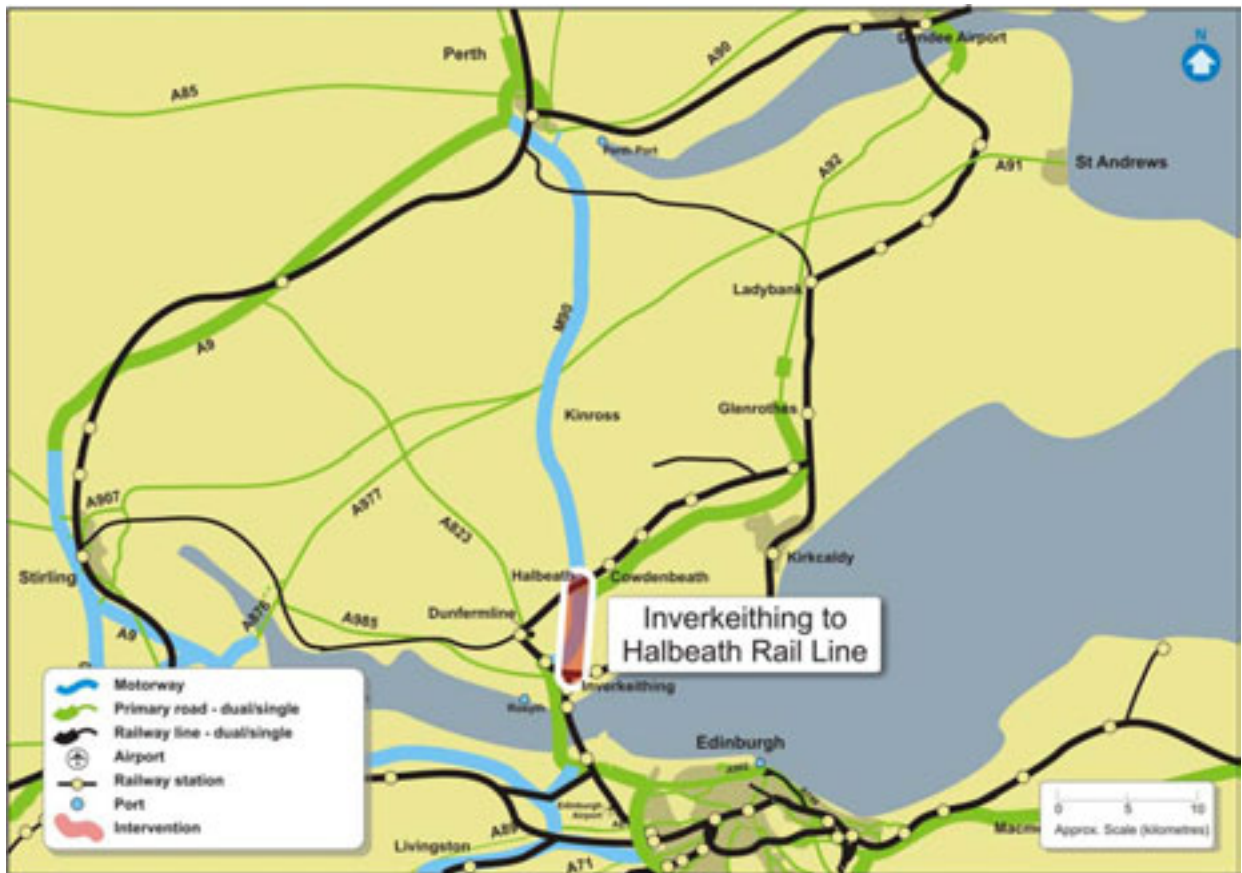 N
Dundee Airport
Perth
A90
A85
Perth Port
A92
A91
St Andrews
Ladybank
M90
A9
Kinross
Glenrothes
A907
A977
A823
Kirkcaldy
Stirling
Halbeath
Cowdenbeath
A876
A985
Dunfermline
A9
Inverkeithing to
Halbeath Rail Line
Inverkeithing
Rosyth
Motorway
Primary road - dual/single
Railway line - dual/single
Airport
Railway station
Port
Intervention
Edinburgh
Edinburgh
Airport
A89
Livingston
A71
0 5 10
Approx. Scale (kilometres)